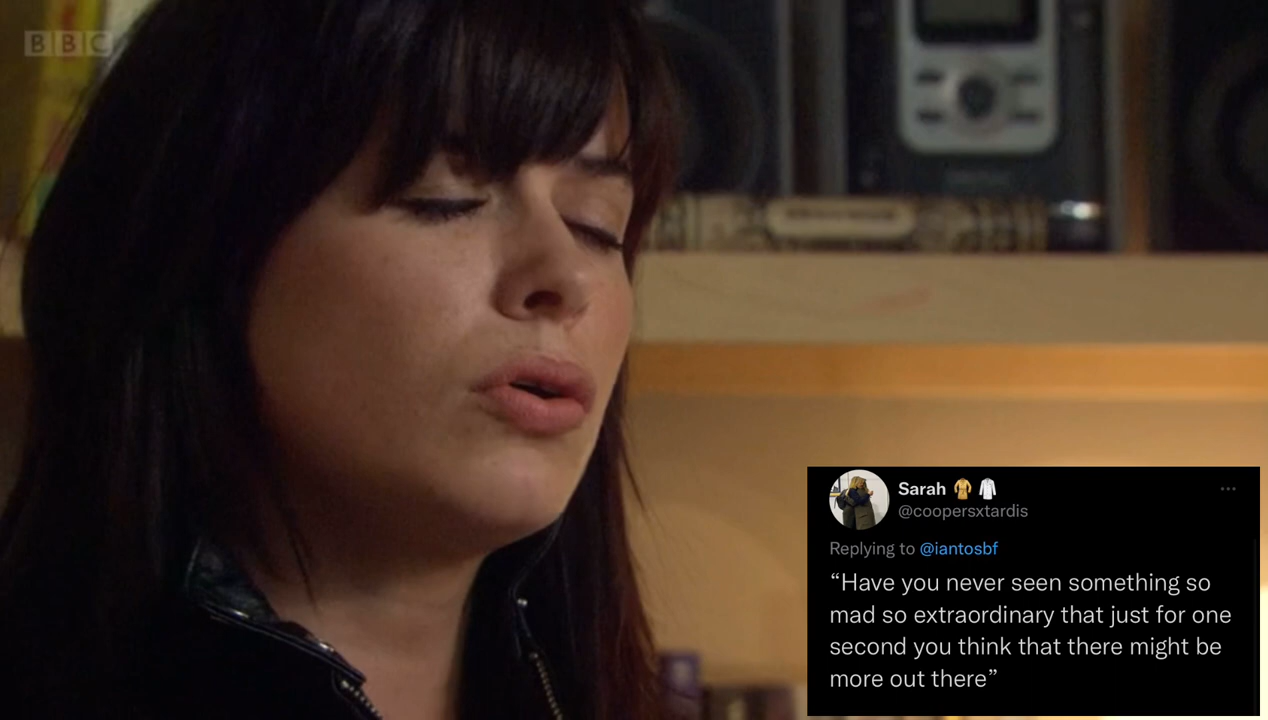 BBC
Sarah 🧥🥼
@coopersxtardis
Replying to @iantosbf
“Have you never seen something so
mad so extraordinary that just for one
second you think that there might be
more out there”